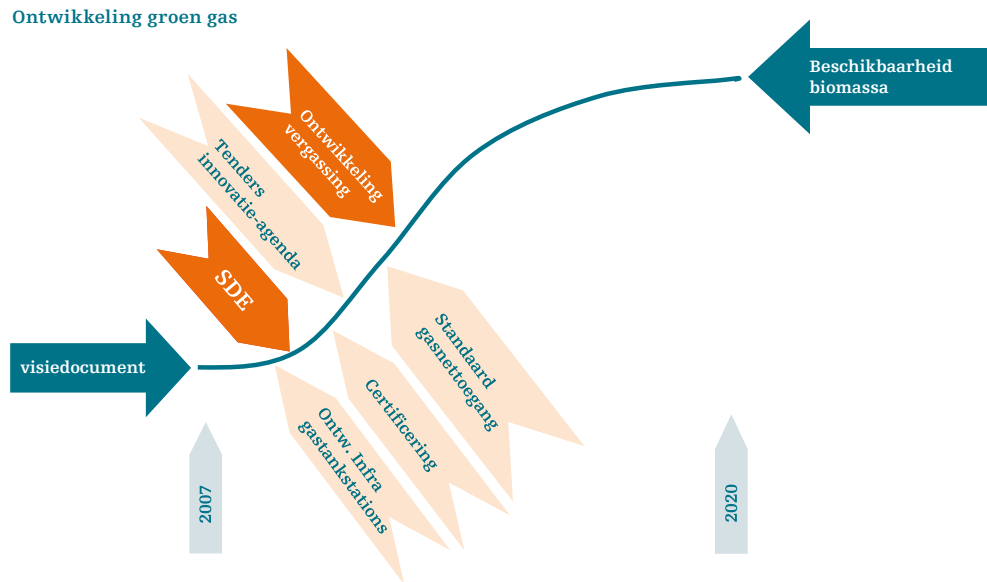 Ontwikkeling groen gas
Beschikbaarheid
biomassa
Ontwikkeling
vergassing
Tenders
innovatie-agenda
SDE
visiedocument
Standaard
gasnettoegang
Certificering
Ontw. Infra
gastankstations
2007
2020